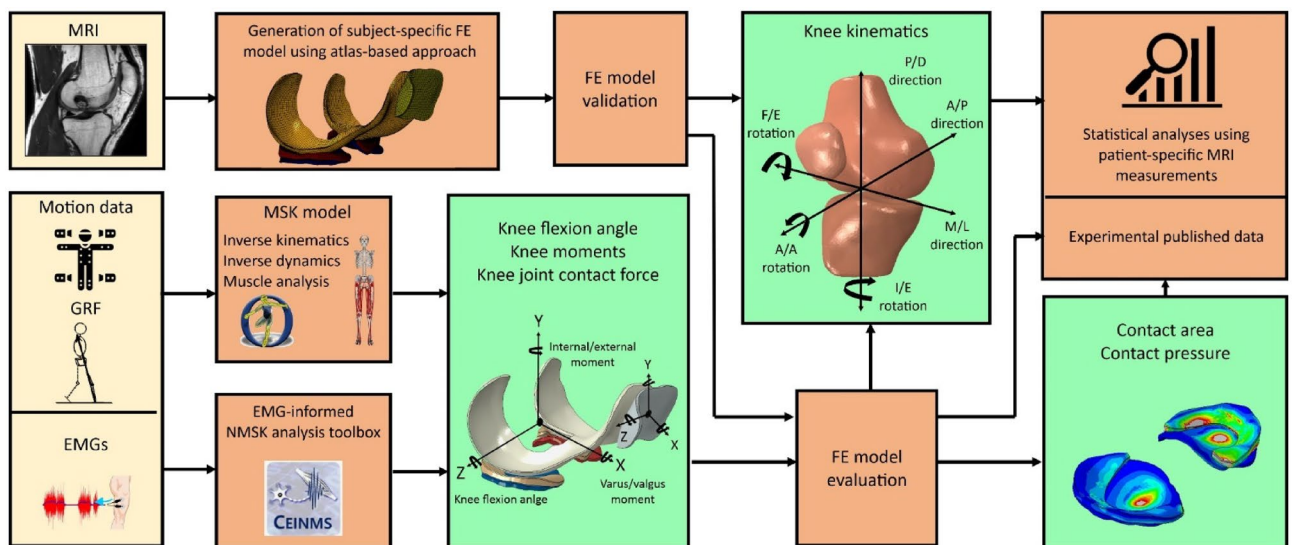 MRI
Generation of subject-specific FE
model using atlas-based approach
FE model
validation
Knee kinematics
P/D
direction
A/P
direction
F/E
rotation
M/L
direction
A/A
rotation
I/E
rotation
Statistical analyses using
patient-specific MRI
measurements
Experimental published data
Motion data
GRF
EMGs
MSK model
Inverse kinematics
Inverse dynamics
Muscle analysis
EMG-informed
NMSK analysis toolbox
CEINMS
Knee flexion angle
Knee moments
Knee joint contact force
Y
Internal/external
moment
Y
Z
X
Z
X
Knee flexion anlge
Varus/valgus
moment
FE model
evaluation
Contact area
Contact pressure